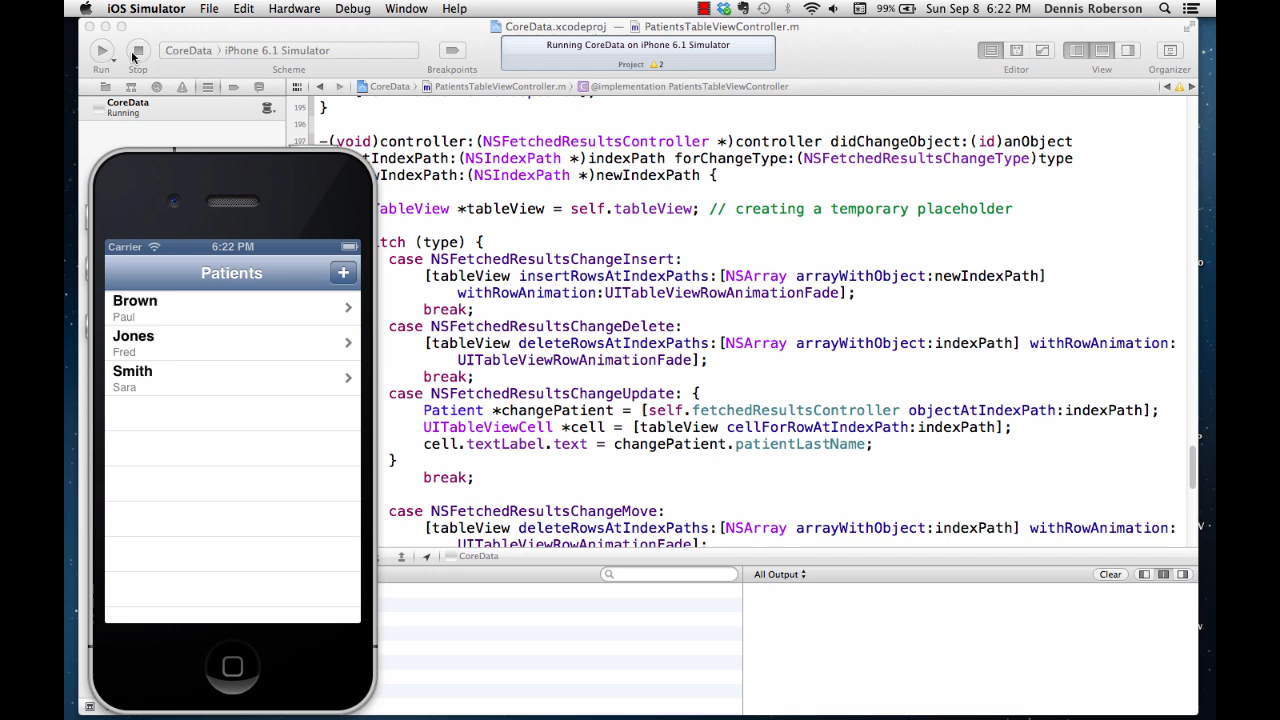 iOS Simulator File Edit Hardware Debug Window Help 99% Sun Sep 8 6:22 PM Dennis Roberson
CoreData.xcodeproj — PatientsTableViewController.m
CoreData › iPhone 6.1 Simulator
Running CoreData on iPhone 6.1 Simulator
Project 2
Run Stop Scheme Breakpoints Editor View Organizer
CoreData › PatientsTableViewController.m › @implementation PatientsTableViewController
CoreData
Running
195
}
196
197
-(void)controller:(NSFetchedResultsController *)controller didChangeObject:(id)anObject
tIndexPath:(NSIndexPath *)indexPath forChangeType:(NSFetchedResultsChangeType)type
wIndexPath:(NSIndexPath *)newIndexPath {
TableView *tableView = self.tableView; // creating a temporary placeholder
tch (type) {
case NSFetchedResultsChangeInsert:
[tableView insertRowsAtIndexPaths:[NSArray arrayWithObject:newIndexPath]
withRowAnimation:UITableViewRowAnimationFade];
break;
case NSFetchedResultsChangeDelete:
[tableView deleteRowsAtIndexPaths:[NSArray arrayWithObject:indexPath] withRowAnimation:
UITableViewRowAnimationFade];
break;
case NSFetchedResultsChangeUpdate: {
Patient *changePatient = [self.fetchedResultsController objectAtIndexPath:indexPath];
UITableViewCell *cell = [tableView cellForRowAtIndexPath:indexPath];
cell.textLabel.text = changePatient.patientLastName;
}
break;
case NSFetchedResultsChangeMove:
[tableView deleteRowsAtIndexPaths:[NSArray arrayWithObject:indexPath] withRowAnimation:
UITableViewRowAnimationFade];
CoreData
All Output
Clear
Carrier 6:22 PM
Patients +
Brown
Paul
Jones
Fred
Smith
Sara